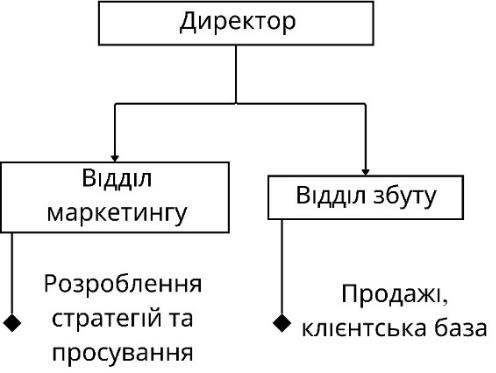 Директор
Відділ
маркетингу
Відділ збуту
Розроблення
стратегій та
просування
Продажі,
клієнтська база